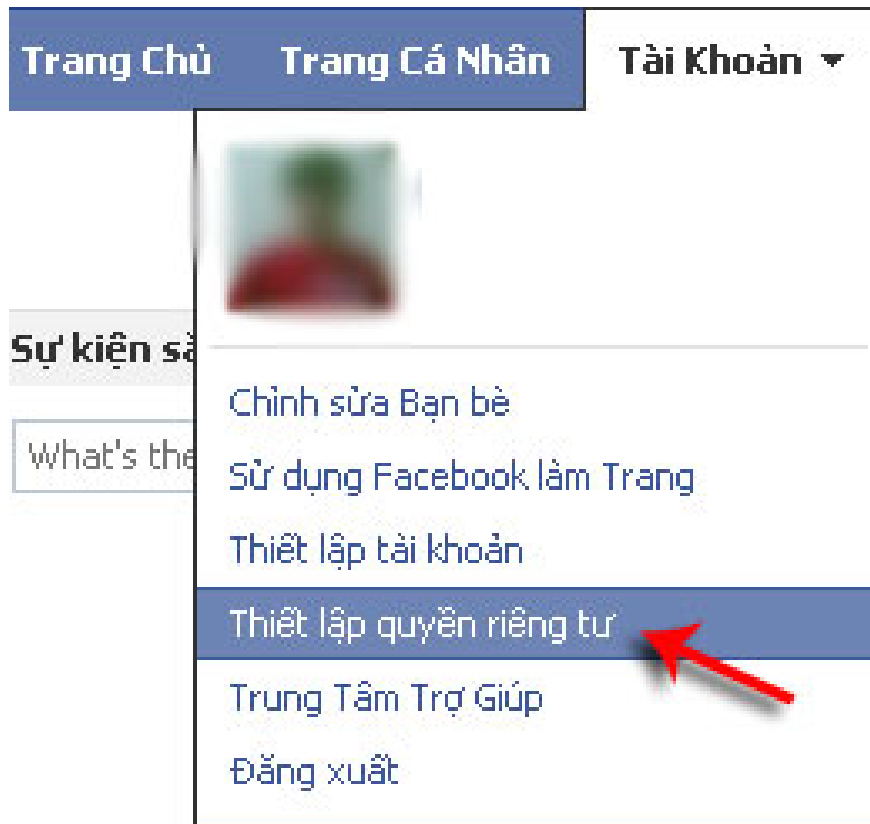 Trang Chủ Trang Cá Nhân Tài Khoản
Sự kiện
What's the
Chỉnh sửa Bạn bè
Sử dụng Facebook làm Trang
Thiết lập tài khoản
Thiết lập quyền riêng tư
Trung Tâm Trợ Giúp
Đăng xuất